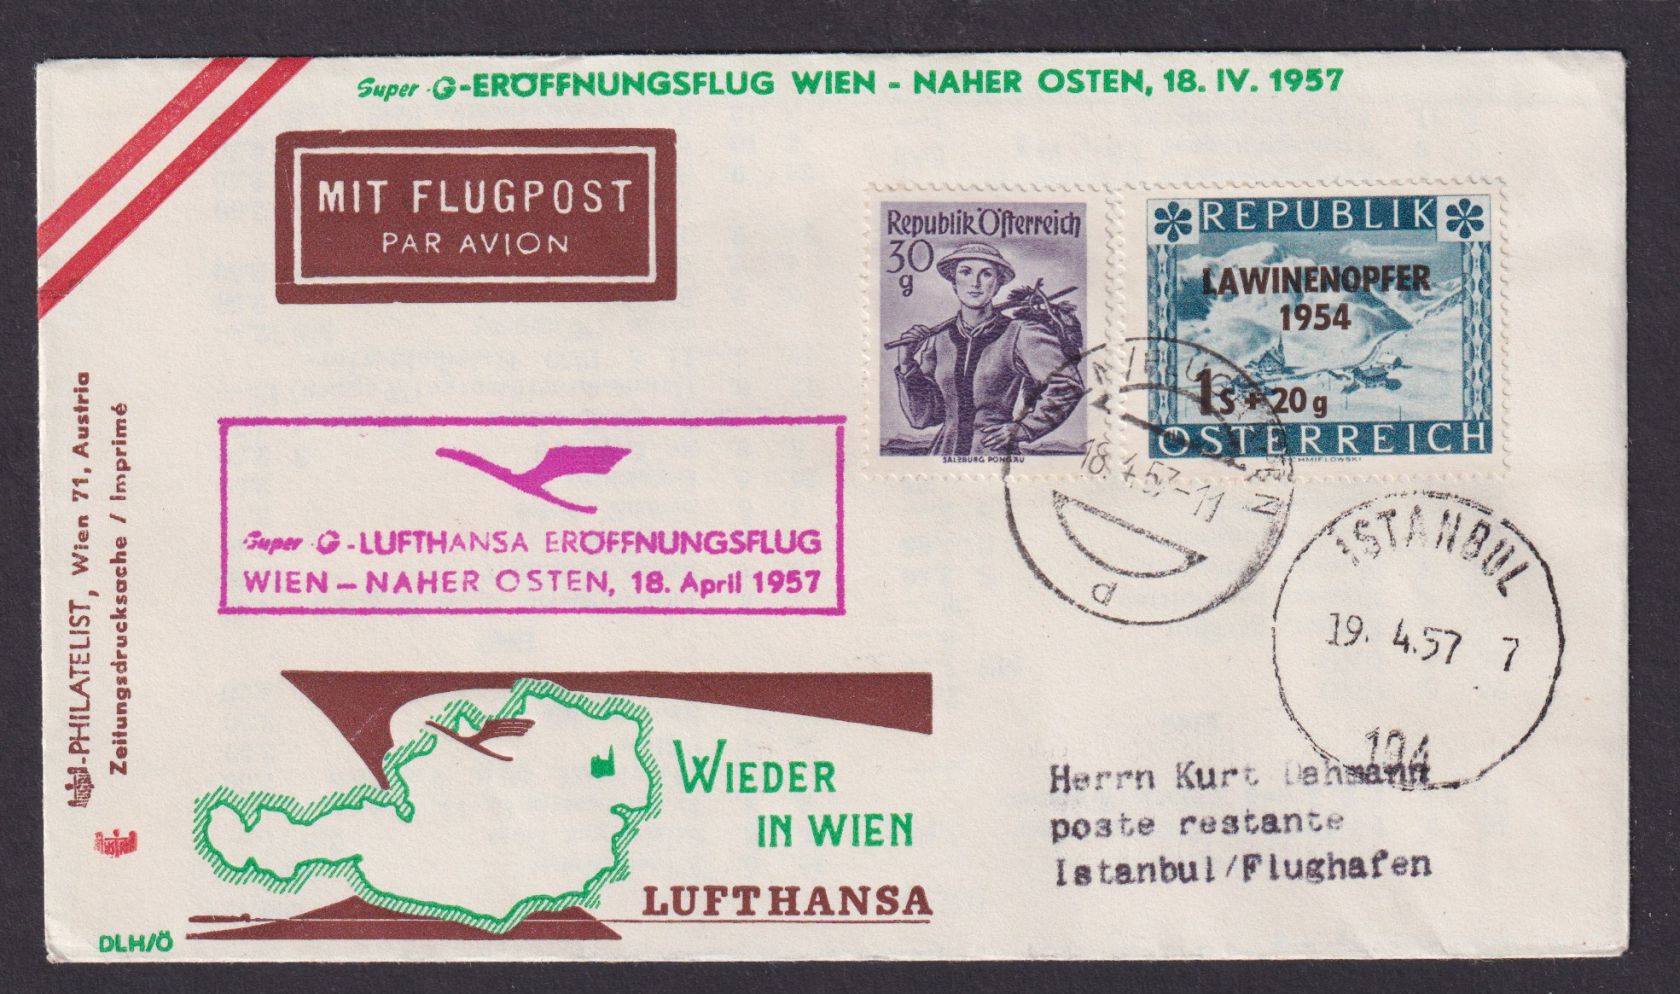 Super-G-ERÖFFNUNGSFLUG WIEN - NAHER OSTEN, 18. IV. 1957
MIT FLUGPOST
PAR AVION
Republik Österreich
30
g
SALZBURG PONGAU
REPUBLIK
LAWINENOPFER
1954
1s + 20g
ÖSTERREICH
18.4.57-11
p
Super G-LUFTHANSA ERÖFFNUNGSFLUG
WIEN – NAHER OSTEN, 18. April 1957
ISTANBUL
19. 4.57 7
194
-PHILATELIST, Wien 71, Austria
Zeitungsdrucksache / Imprimé
WIEDER
IN WIEN
LUFTHANSA
DLH/Ö
Herrn Kurt Dahmann
poste restante
Istanbul/Flughafen